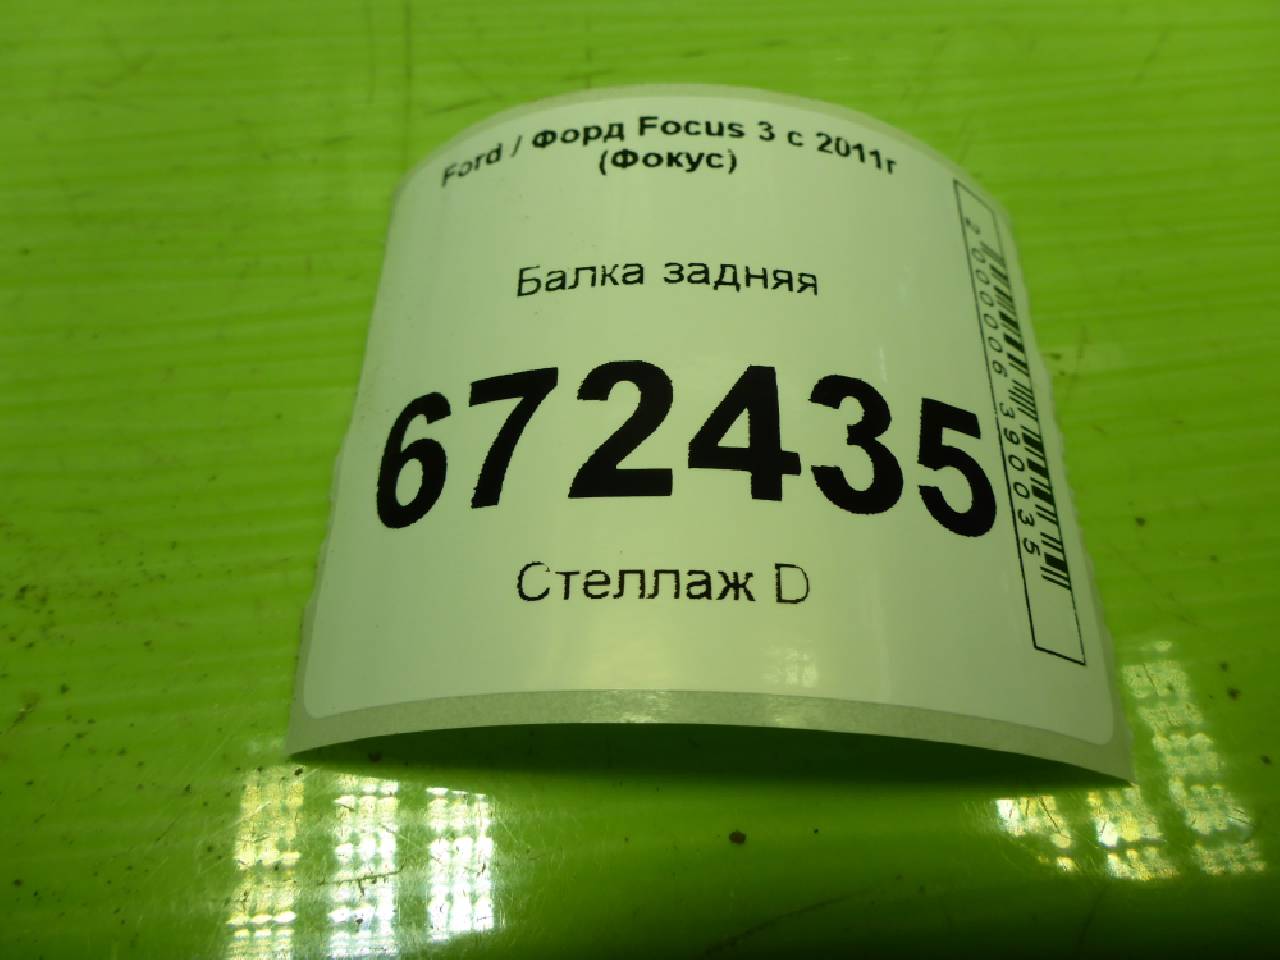 Ford / Форд Focus 3 с 2011г
(Фокус)
Балка задняя
672435
Стеллаж D
2000006390035